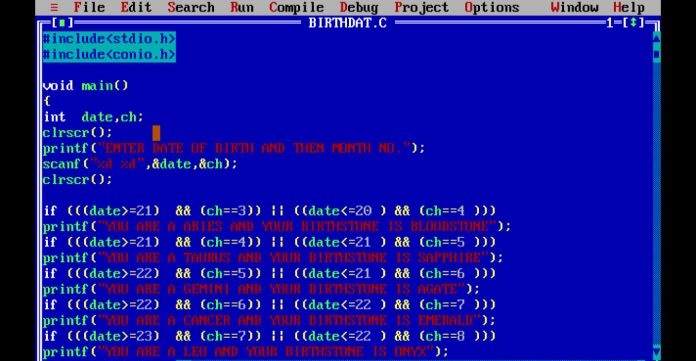 ≡ File Edit Search Run Compile Debug Project Options Window Help
[■] BIRTHDAT.C 1=[↕]
#include<stdio.h>
#include<conio.h>
void main()
{
int date,ch;
clrscr();
printf("ENTER DATE OF BIRTH AND THEN MONTH NO.");
scanf("%d %d",&date,&ch);
clrscr();
if (((date>=21) && (ch==3)) || ((date<=20 ) && (ch==4 )))
printf("YOU ARE A ARIES AND YOUR BIRTHSTONE IS BLOODSTONE");
if (((date>=21) && (ch==4)) || ((date<=21 ) && (ch==5 )))
printf("YOU ARE A TAURUS AND YOUR BIRTHSTONE IS SAPPHIRE");
if (((date>=22) && (ch==5)) || ((date<=21 ) && (ch==6 )))
printf("YOU ARE A GEMINI AND YOUR BIRTHSTONE IS AGATE");
if (((date>=22) && (ch==6)) || ((date<=22 ) && (ch==7 )))
printf("YOU ARE A CANCER AND YOUR BIRTHSTONE IS EMERALD");
if (((date>=23) && (ch==7)) || ((date<=22 ) && (ch==8 )))
printf("YOU ARE A LEO AND YOUR BIRTHSTONE IS ONYX");